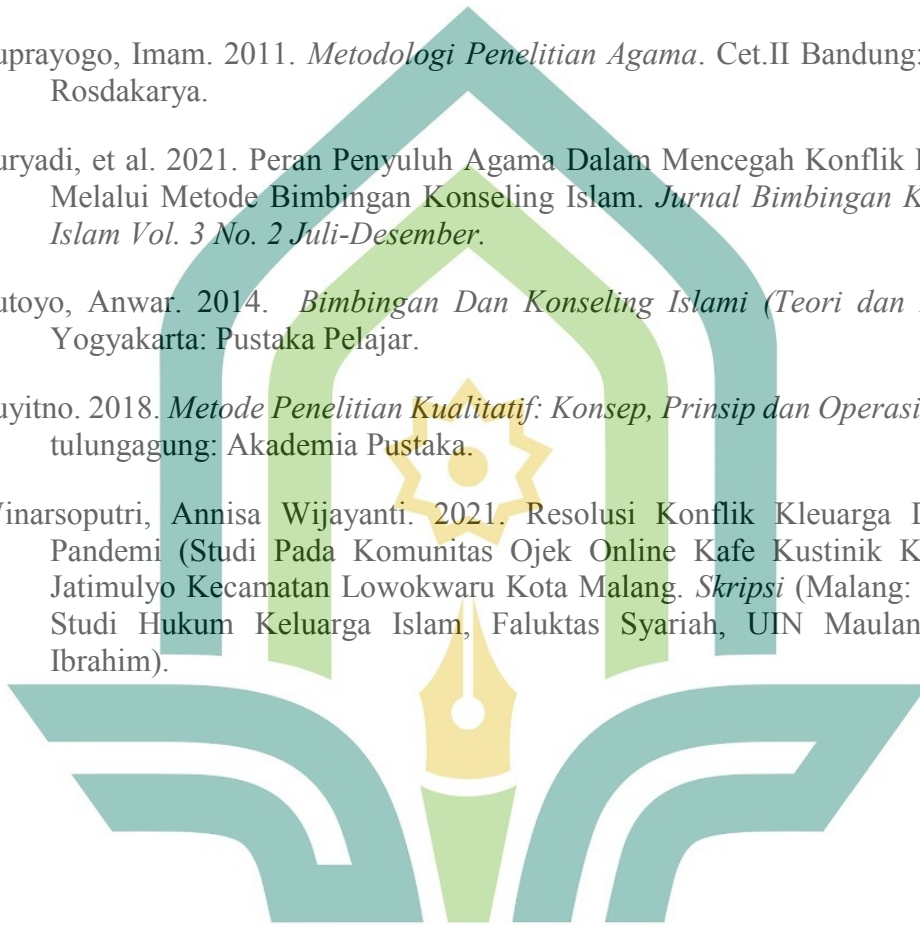 uprayogo, Imam. 2011. Metodologi Penelitian Agama. Cet.II Bandung:
Rosdakarya.
uryadi, et al. 2021. Peran Penyuluh Agama Dalam Mencegah Konflik
Melalui Metode Bimbingan Konseling Islam. Jurnal Bimbingan K
Islam Vol. 3 No. 2 Juli-Desember.
utoyo, Anwar. 2014. Bimbingan Dan Konseling Islami (Teori dan
Yogyakarta: Pustaka Pelajar.
uyitno. 2018. Metode Penelitian Kualitatif: Konsep, Prinsip dan Operasi
tulungagung: Akademia Pustaka.
inarsoputri, Annisa Wijayanti. 2021. Resolusi Konflik Kleuarga
Pandemi (Studi Pada Komunitas Ojek Online Kafe Kustinik K
Jatimulyo Kecamatan Lowokwaru Kota Malang. Skripsi (Malang:
Studi Hukum Keluarga Islam, Faluktas Syariah, UIN Maulan
Ibrahim).